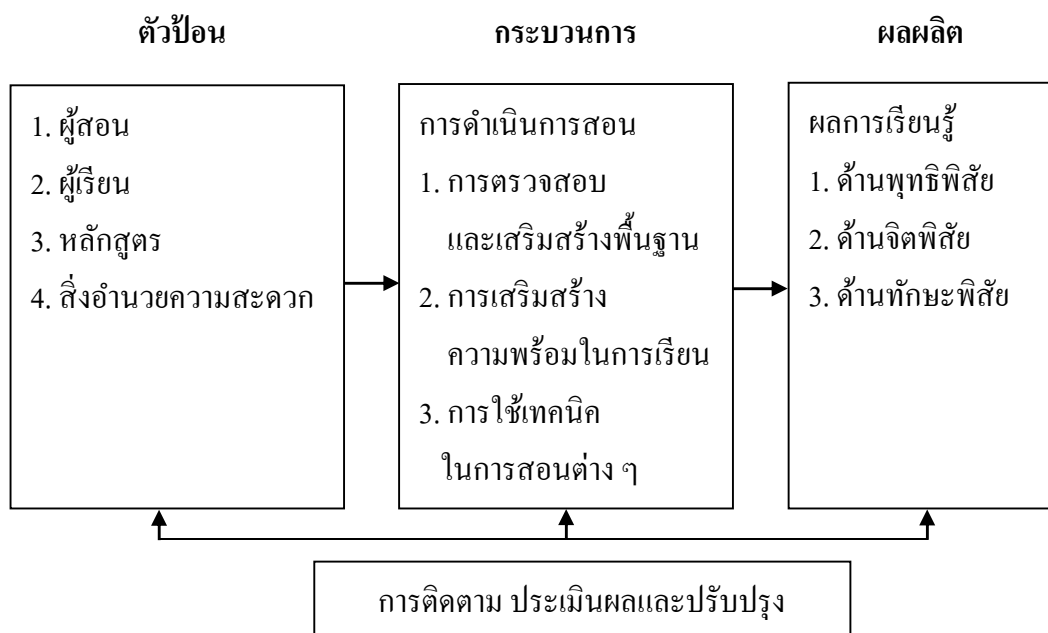 ตัวป้อน
กระบวนการ
ผลผลิต
1. ผู้สอน
2. ผู้เรียน
3. หลักสูตร
4. สิ่งอำนวยความสะดวก
การดำเนินการสอน
1. การตรวจสอบ
และเสริมสร้างพื้นฐาน
2. การเสริมสร้าง
ความพร้อมในการเรียน
3. การใช้เทคนิค
ในการสอนต่าง ๆ
ผลการเรียนรู้
1. ด้านพุทธิพิสัย
2. ด้านจิตพิสัย
3. ด้านทักษะพิสัย
การติดตาม ประเมินผลและปรับปรุง